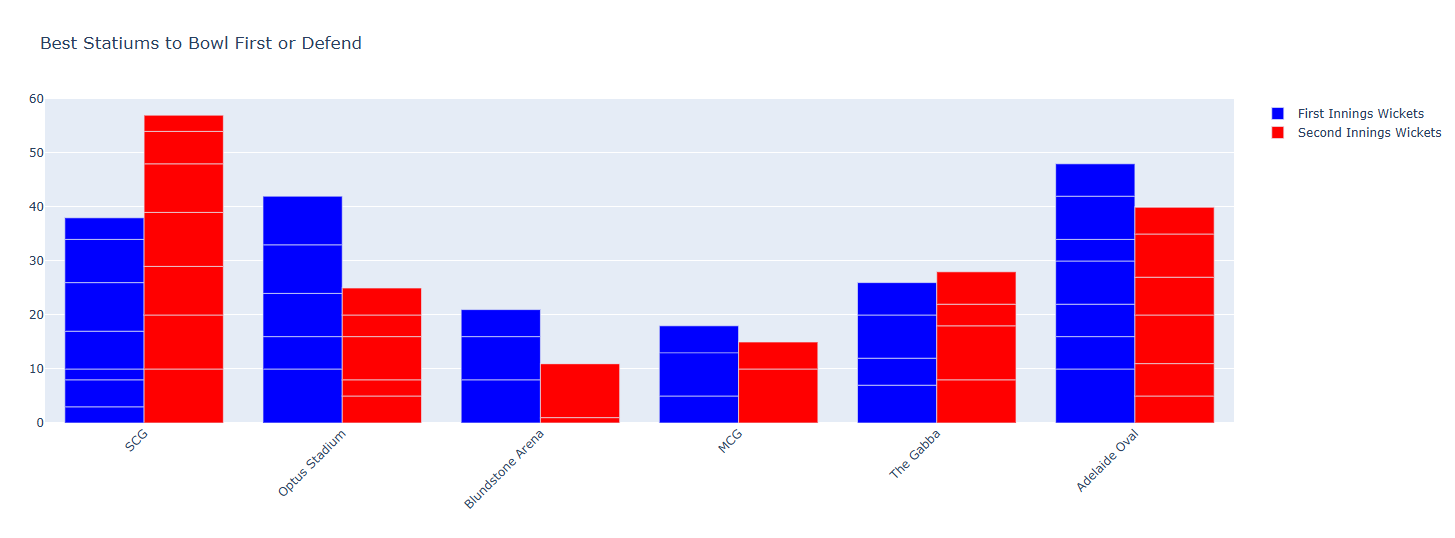 Best Statiums to Bowl First or Defend
60
50
40
30
20
10
0
First Innings Wickets
Second Innings Wickets
SCG
Optus Stadium
Blundstone Arena
MCG
The Gabba
Adelaide Oval